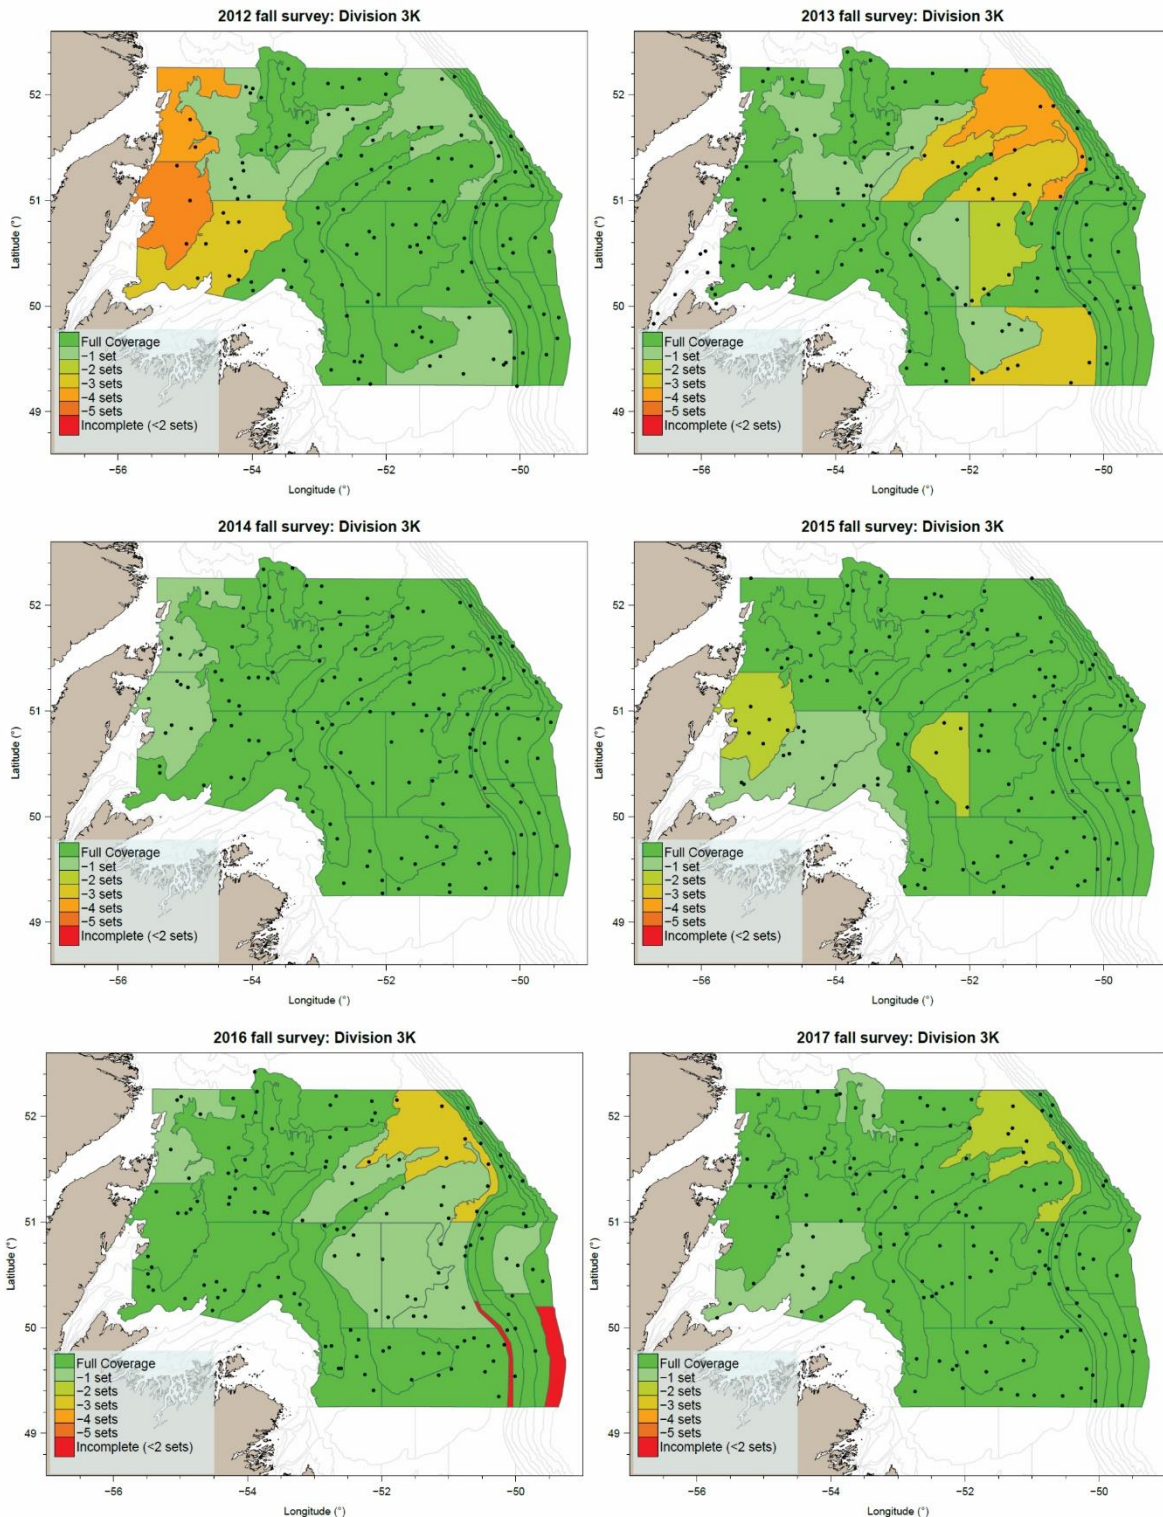 2012 fall survey: Division 3K
52
51
50
49
Latitude (°)
Full Coverage
−1 set
−2 sets
−3 sets
−4 sets
−5 sets
Incomplete (<2 sets)
−56
−54
−52
−50
Longitude (°)
2013 fall survey: Division 3K
52
51
50
49
Latitude (°)
Full Coverage
−1 set
−2 sets
−3 sets
−4 sets
−5 sets
Incomplete (<2 sets)
−56
−54
−52
−50
Longitude (°)
2014 fall survey: Division 3K
52
51
50
49
Latitude (°)
Full Coverage
−1 set
−2 sets
−3 sets
−4 sets
−5 sets
Incomplete (<2 sets)
−56
−54
−52
−50
Longitude (°)
2015 fall survey: Division 3K
52
51
50
49
Latitude (°)
Full Coverage
−1 set
−2 sets
−3 sets
−4 sets
−5 sets
Incomplete (<2 sets)
−56
−54
−52
−50
Longitude (°)
2016 fall survey: Division 3K
52
51
50
49
Latitude (°)
Full Coverage
−1 set
−2 sets
−3 sets
−4 sets
−5 sets
Incomplete (<2 sets)
−56
−54
−52
−50
Longitude (°)
2017 fall survey: Division 3K
52
51
50
49
Latitude (°)
Full Coverage
−1 set
−2 sets
−3 sets
−4 sets
−5 sets
Incomplete (<2 sets)
−56
−54
−52
−50
Longitude (°)